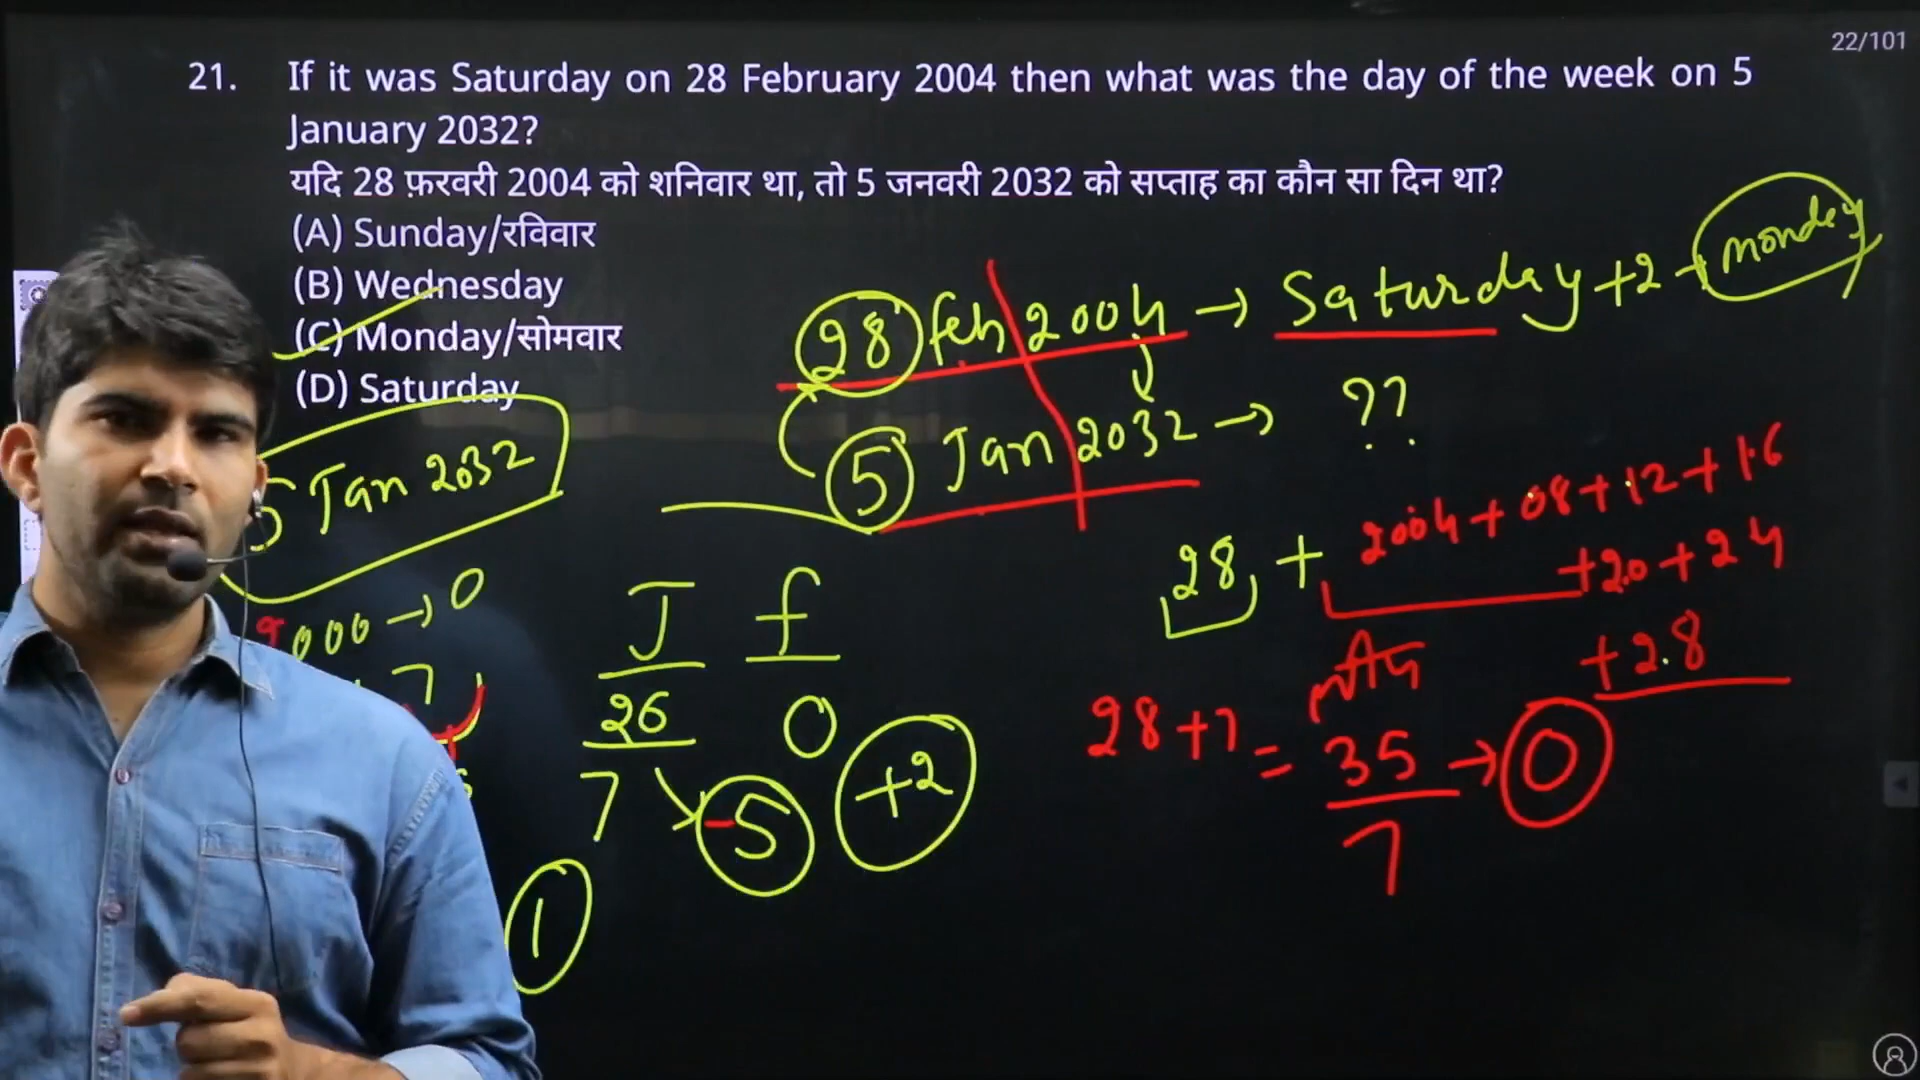 22/101
21. If it was Saturday on 28 February 2004 then what was the day of the week on 5
January 2032?
यदि 28 फ़रवरी 2004 को शनिवार था, तो 5 जनवरी 2032 को सप्ताह का कौन सा दिन था?
(A) Sunday/रविवार
(B) Wednesday
(C) Monday/सोमवार
(D) Saturday
28 feb 2004 → Saturday +2 → Monday
5 Jan 2032 → ??
Jan 2032
000 → 0
7
1
J f
26 0
7 -5 +2
28 + 2004 + 08 + 12 + 16
+20 + 24
+28
28+7 = 35 → 0
7